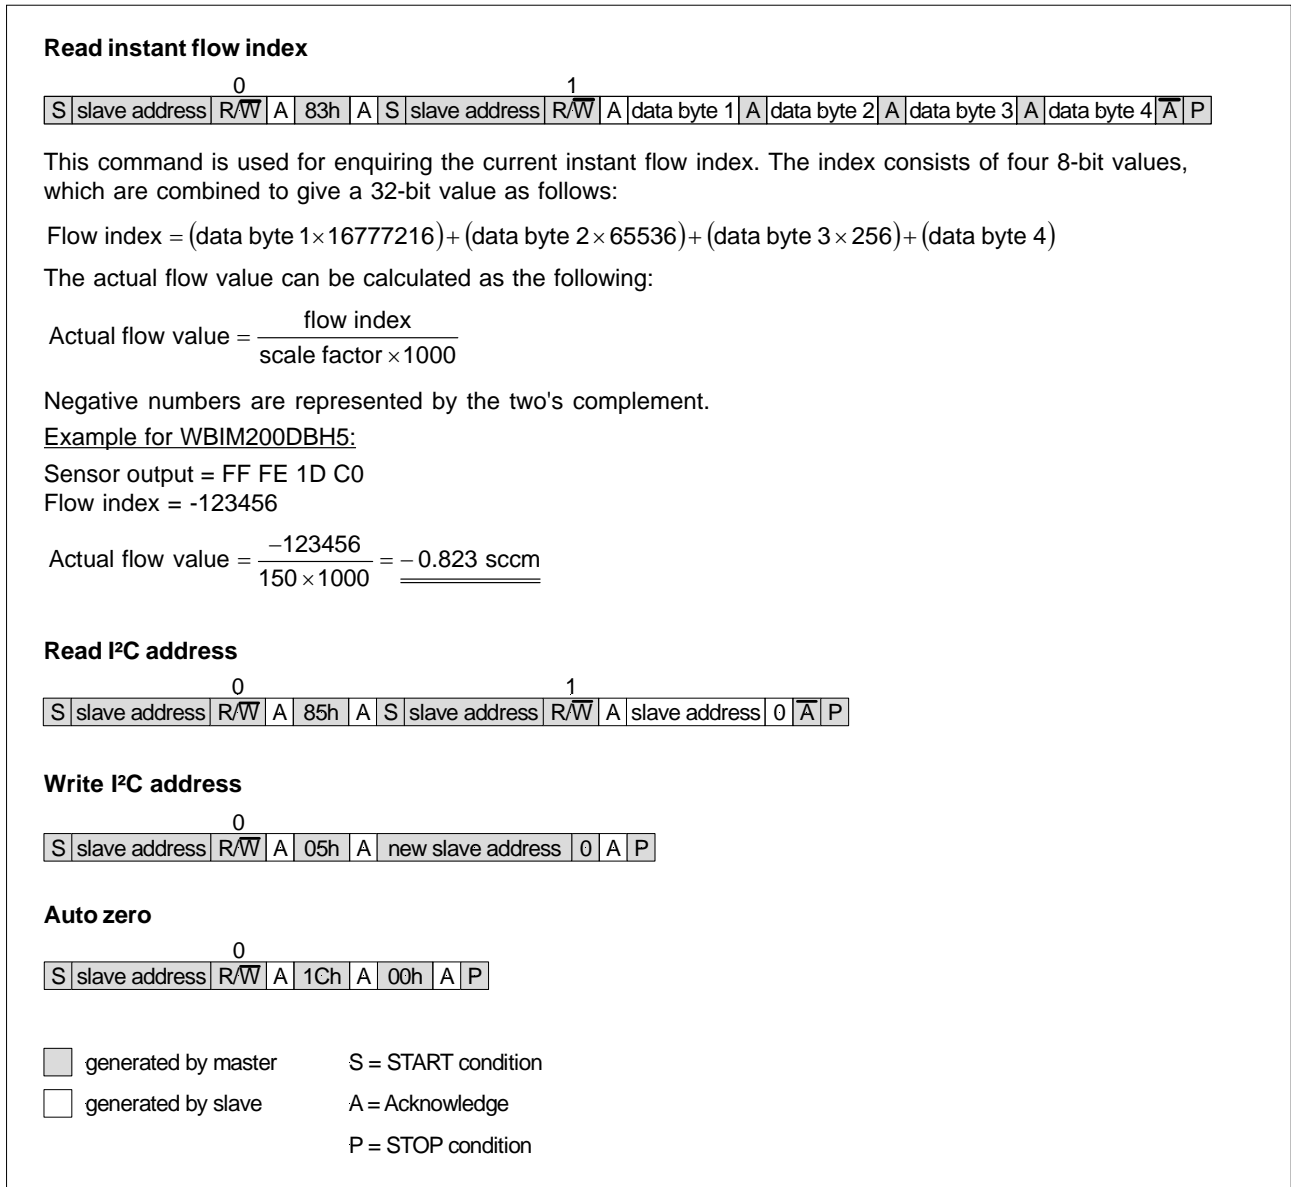 Read instant flow index
0 1
S slave address R/W̅ A 83h A S slave address R/W̅ A data byte 1 A data byte 2 A data byte 3 A data byte 4 A̅ P
This command is used for enquiring the current instant flow index. The index consists of four 8-bit values,
which are combined to give a 32-bit value as follows:
Flow index = (data byte 1×16777216)+(data byte 2×65536)+(data byte 3×256)+(data byte 4)
The actual flow value can be calculated as the following:
Actual flow value = flow index / scale factor ×1000
Negative numbers are represented by the two's complement.
Example for WBIM200DBH5:
Sensor output = FF FE 1D C0
Flow index = -123456
Actual flow value = −123456 / 150×1000 = −0.823 sccm
Read I²C address
0 1
S slave address R/W̅ A 85h A S slave address R/W̅ A slave address 0 A̅ P
Write I²C address
0
S slave address R/W̅ A 05h A new slave address 0 A P
Auto zero
0
S slave address R/W̅ A 1Ch A 00h A P
generated by master S = START condition
generated by slave A = Acknowledge
P = STOP condition